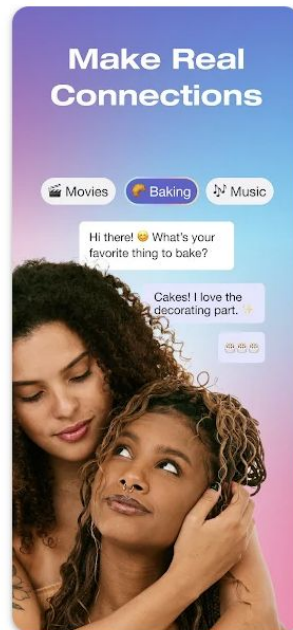 Make Real
Connections
🎬 Movies
🥐 Baking
🎶 Music
Hi there! 😊 What's your
favorite thing to bake?
Cakes! I love the
decorating part. ✨
🎂🎂🎂